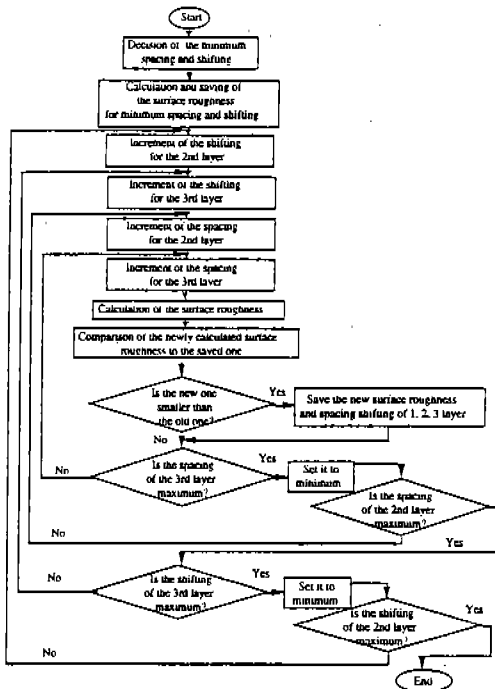 Start
Decision of the minimum
spacing and shifting
Calculation and saving of
the surface roughness
for minimum spacing and shifting
Increment of the shifting
for the 2nd layer
Increment of the shifting
for the 3rd layer
Increment of the spacing
for the 2nd layer
Increment of the spacing
for the 3rd layer
Calculation of the surface roughness
Comparison of the newly calculated surface
roughness to the saved one
Is the new one
smaller than
the old one?
Yes
Save the new surface roughness
and spacing shifting of 1, 2, 3 layer
No
No
Is the spacing
of the 3rd layer
maximum?
Yes
Set it to
minimum
Is the spacing
of the 2nd layer
maximum?
No
Yes
No
Is the shifting
of the 3rd layer
maximum?
Yes
Set it to
minimum
Is the shifting
of the 2nd layer
maximum?
Yes
No
End